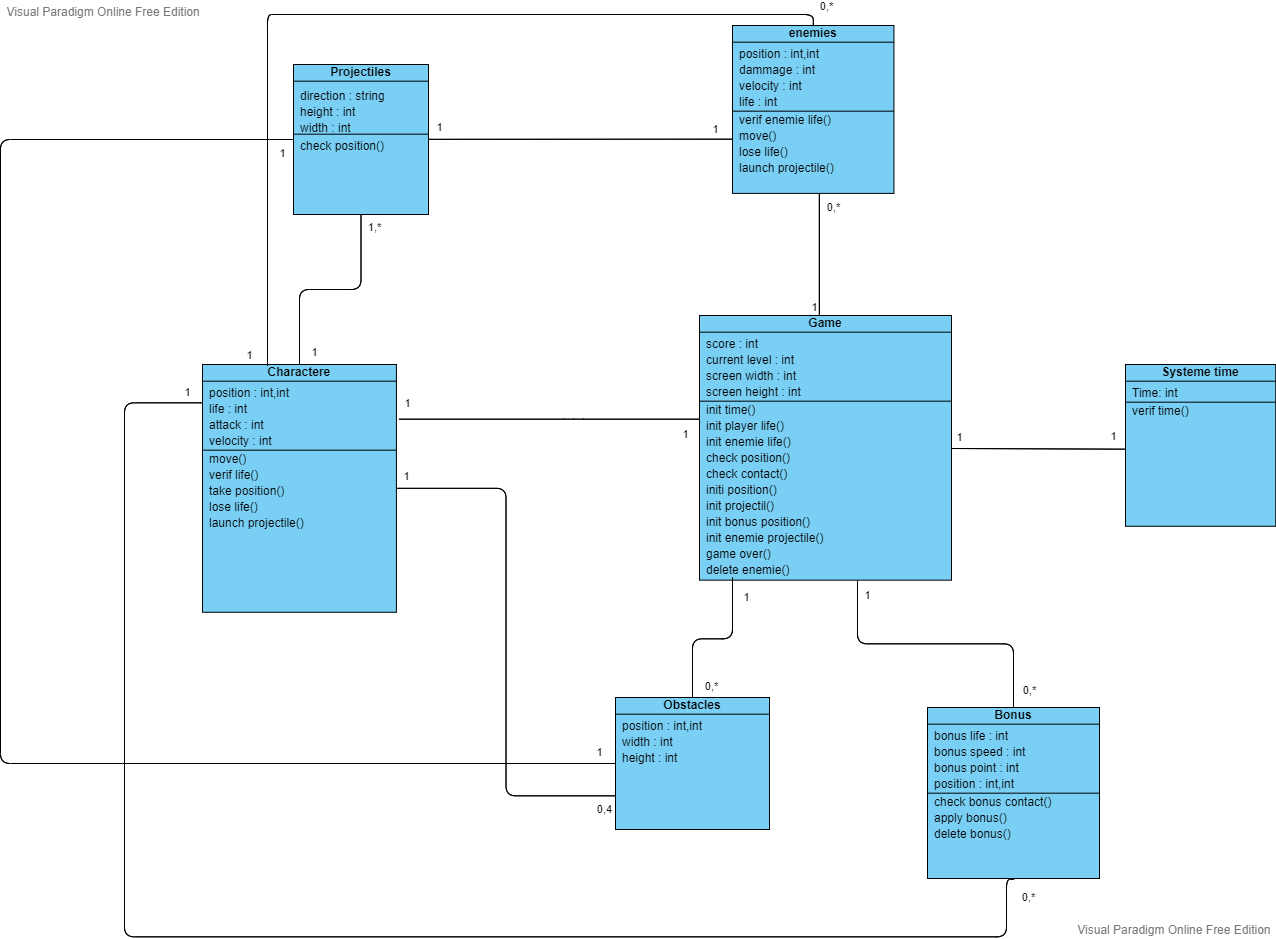 Visual Paradigm Online Free Edition
0,*
enemies
position : int,int
dammage : int
velocity : int
life : int
verif enemie life()
move()
lose life()
launch projectile()
Projectiles
direction : string
height : int
width : int
check position()
1
1
1
1,*
0,*
1
1
1
Game
score : int
current level : int
screen width : int
screen height : int
init time()
init player life()
init enemie life()
check position()
check contact()
initi position()
init projectil()
init bonus position()
init enemie projectile()
game over()
delete enemie()
Charactere
position : int,int
life : int
attack : int
velocity : int
move()
verif life()
take position()
lose life()
launch projectile()
1
1
1
1
1
1
Systeme time
Time: int
verif time()
1
1
0,*
0,*
Obstacles
position : int,int
width : int
height : int
1
0,4
Bonus
bonus life : int
bonus speed : int
bonus point : int
position : int,int
check bonus contact()
apply bonus()
delete bonus()
0,*
Visual Paradigm Online Free Edition